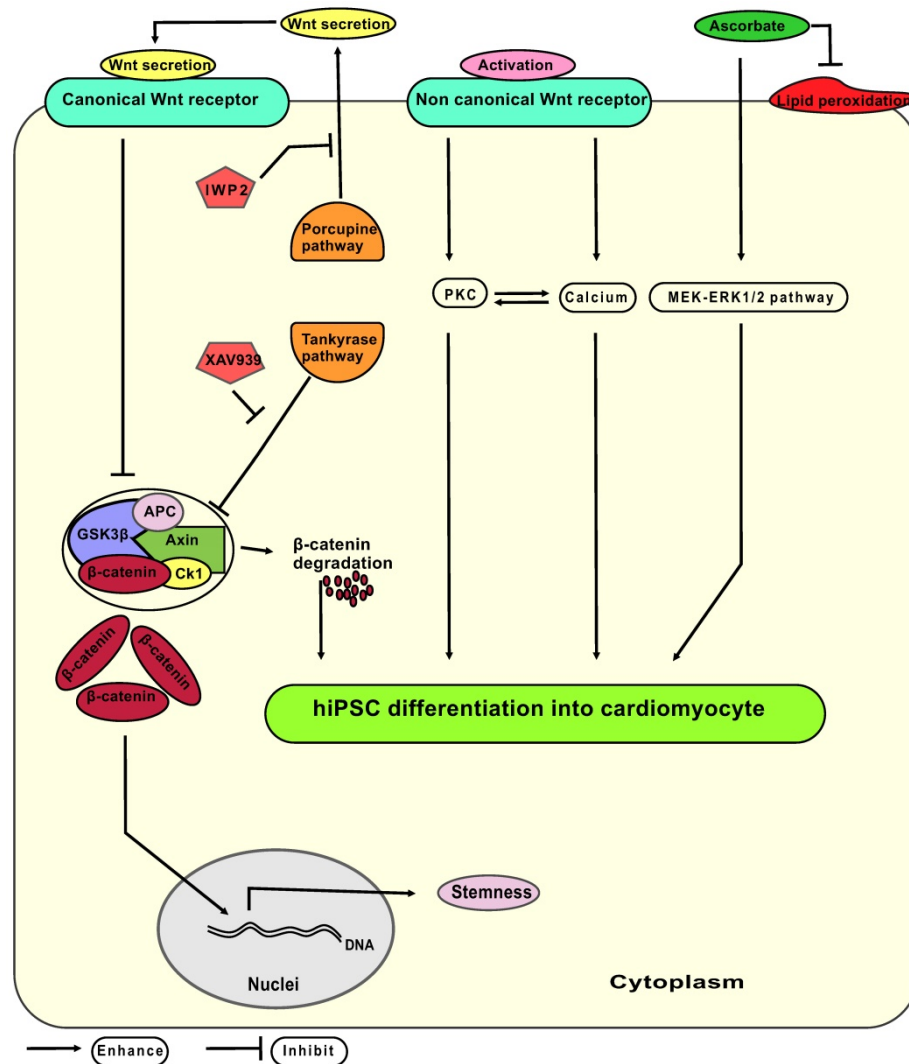 Wnt secretion
Ascorbate
Wnt secretion
Activation
Canonical Wnt receptor
Non canonical Wnt receptor
Lipid peroxidation
IWP2
Porcupine
pathway
PKC
Calcium
MEK-ERK1/2 pathway
Tankyrase
pathway
XAV939
APC
GSK3β
Axin
β-catenin
Ck1
β-catenin
degradation
β-catenin
β-catenin
β-catenin
hiPSC differentiation into cardiomyocyte
Stemness
DNA
Nuclei
Cytoplasm
Enhance
Inhibit